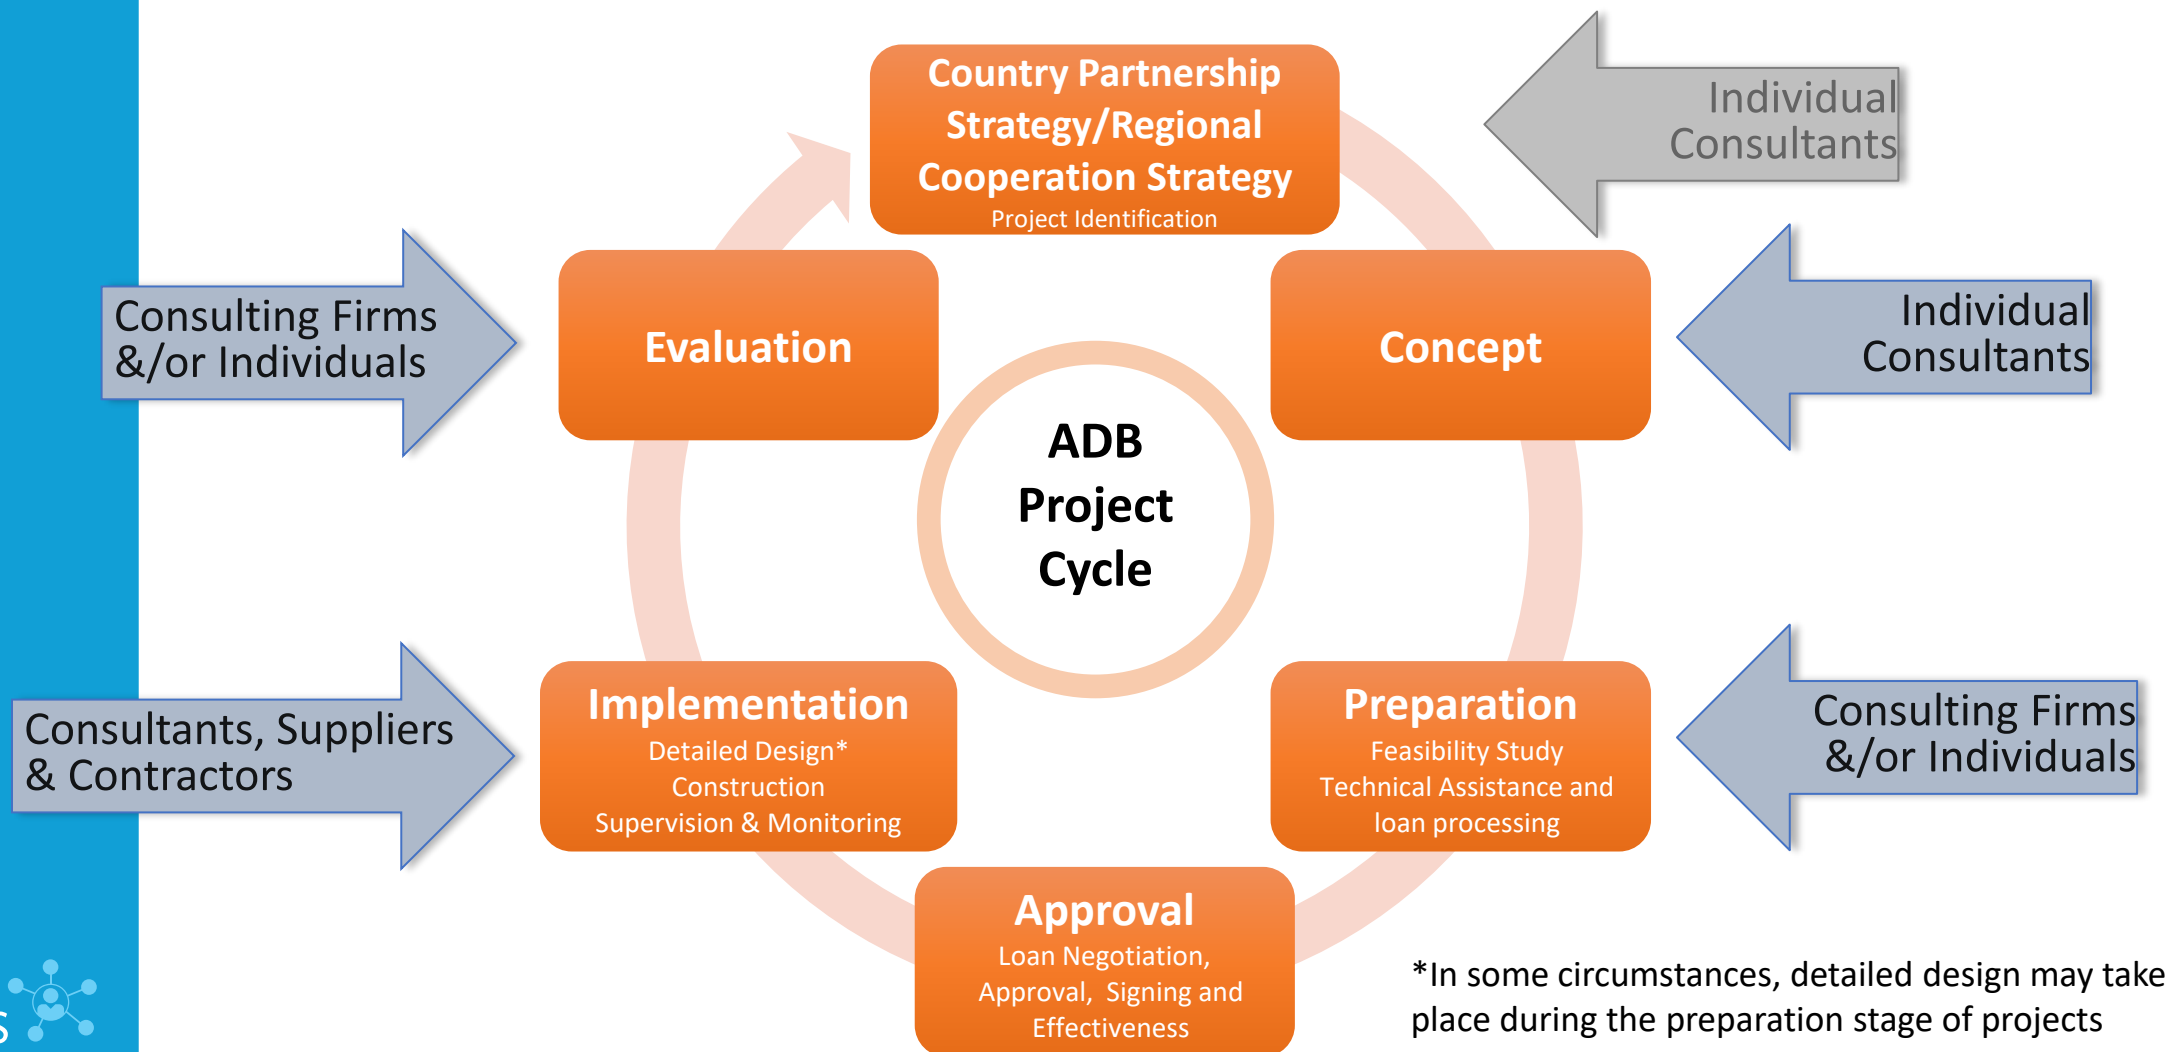 Country Partnership
Strategy/Regional
Cooperation Strategy
Project Identification
Individual
Consultants
Concept
Individual
Consultants
Preparation
Feasibility Study
Technical Assistance and
loan processing
Consulting Firms
&/or Individuals
Approval
Loan Negotiation,
Approval, Signing and
Effectiveness
Implementation
Detailed Design*
Construction
Supervision & Monitoring
Consultants, Suppliers
& Contractors
Evaluation
Consulting Firms
&/or Individuals
ADB
Project
Cycle
*In some circumstances, detailed design may take
place during the preparation stage of projects